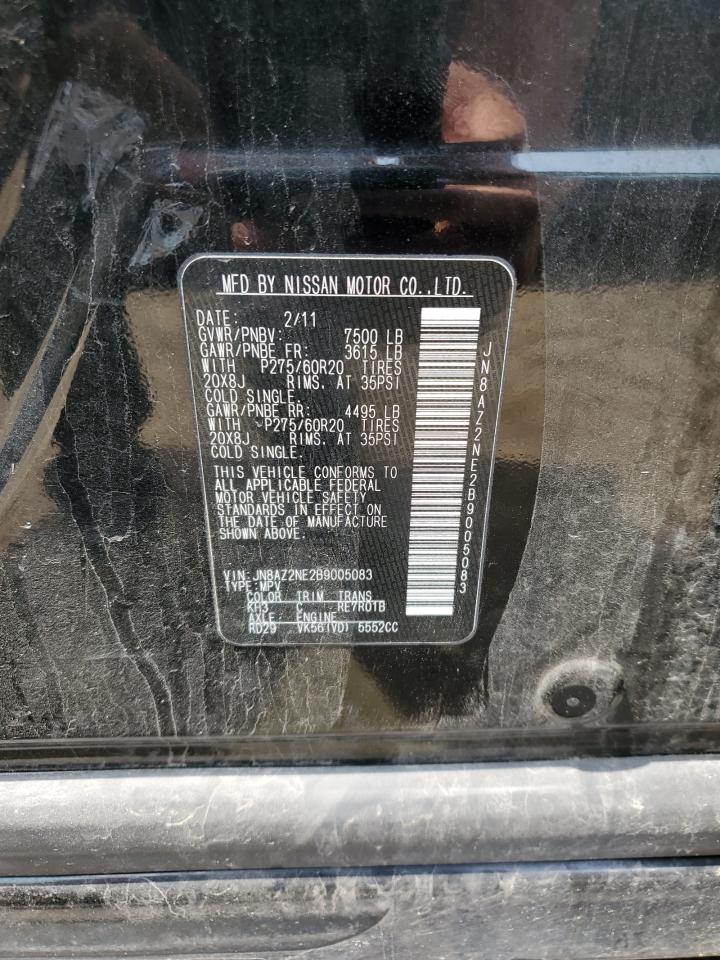 MFD BY NISSAN MOTOR CO.,LTD.
DATE: 2/11
GVWR/PNBV: 7500 LB
GAWR/PNBE FR: 3615 LB
WITH P275/60R20 TIRES
20X8J RIMS. AT 35PSI
COLD SINGLE.
GAWR/PNBE RR: 4495 LB
WITH P275/60R20 TIRES
20X8J RIMS. AT 35PSI
COLD SINGLE.
THIS VEHICLE CONFORMS TO
ALL APPLICABLE FEDERAL
MOTOR VEHICLE SAFETY
STANDARDS IN EFFECT ON
THE DATE OF MANUFACTURE
SHOWN ABOVE.
VIN:JN8AZ2NE2B9005083
TYPE:MPV
COLOR TRIM TRANS
KH3 C RE7R01B
AXLE ENGINE
RD29 VK56(VD) 5552CC
JN8AZ2NE2B9005083